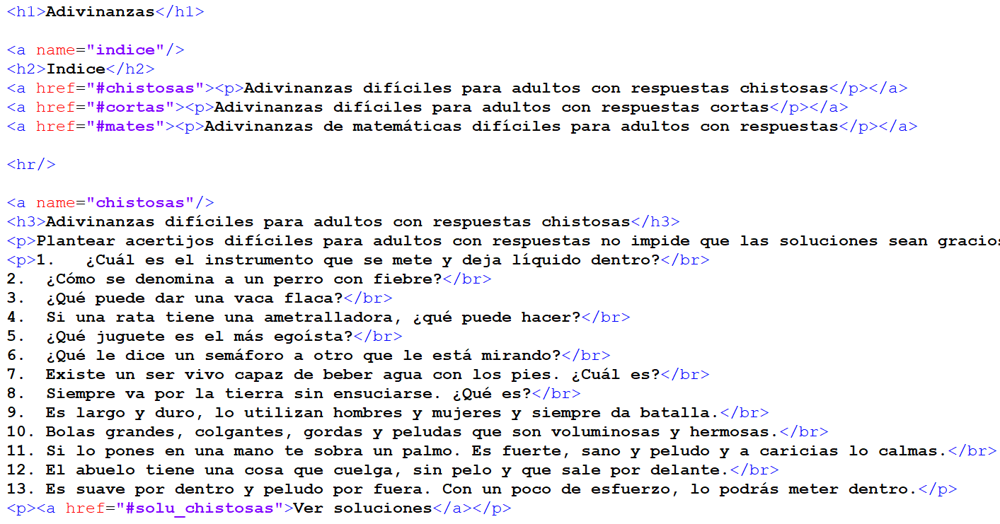 <h1>Adivinanzas</h1>
<a name="indice"/>
<h2>Indice</h2>
<a href="#chistosas"><p>Adivinanzas difíciles para adultos con respuestas chistosas</p></a>
<a href="#cortas"><p>Adivinanzas difíciles para adultos con respuestas cortas</p></a>
<a href="#mates"><p>Adivinanzas de matemáticas difíciles para adultos con respuestas</p></a>
<hr/>
<a name="chistosas"/>
<h3>Adivinanzas difíciles para adultos con respuestas chistosas</h3>
<p>Plantear acertijos difíciles para adultos con respuestas no impide que las soluciones sean gracios
<p>1.   ¿Cuál es el instrumento que se mete y deja líquido dentro?</br>
2.  ¿Cómo se denomina a un perro con fiebre?</br>
3.  ¿Qué puede dar una vaca flaca?</br>
4.  Si una rata tiene una ametralladora, ¿qué puede hacer?</br>
5.  ¿Qué juguete es el más egoísta?</br>
6.  ¿Qué le dice un semáforo a otro que le está mirando?</br>
7.  Existe un ser vivo capaz de beber agua con los pies. ¿Cuál es?</br>
8.  Siempre va por la tierra sin ensuciarse. ¿Qué es?</br>
9.  Es largo y duro, lo utilizan hombres y mujeres y siempre da batalla.</br>
10. Bolas grandes, colgantes, gordas y peludas que son voluminosas y hermosas.</br>
11. Si lo pones en una mano te sobra un palmo. Es fuerte, sano y peludo y a caricias lo calmas.</br>
12. El abuelo tiene una cosa que cuelga, sin pelo y que sale por delante.</br>
13. Es suave por dentro y peludo por fuera. Con un poco de esfuerzo, lo podrás meter dentro.</p>
<p><a href="#solu_chistosas">Ver soluciones</a></p>